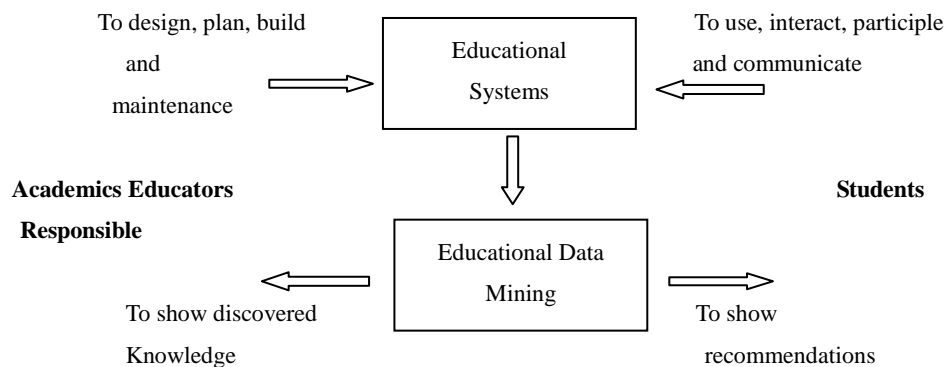 To design, plan, build
and
maintenance
Educational
Systems
To use, interact, participle
and communicate
Academics Educators
Responsible
Students
Educational Data
Mining
To show discovered
Knowledge
To show
recommendations